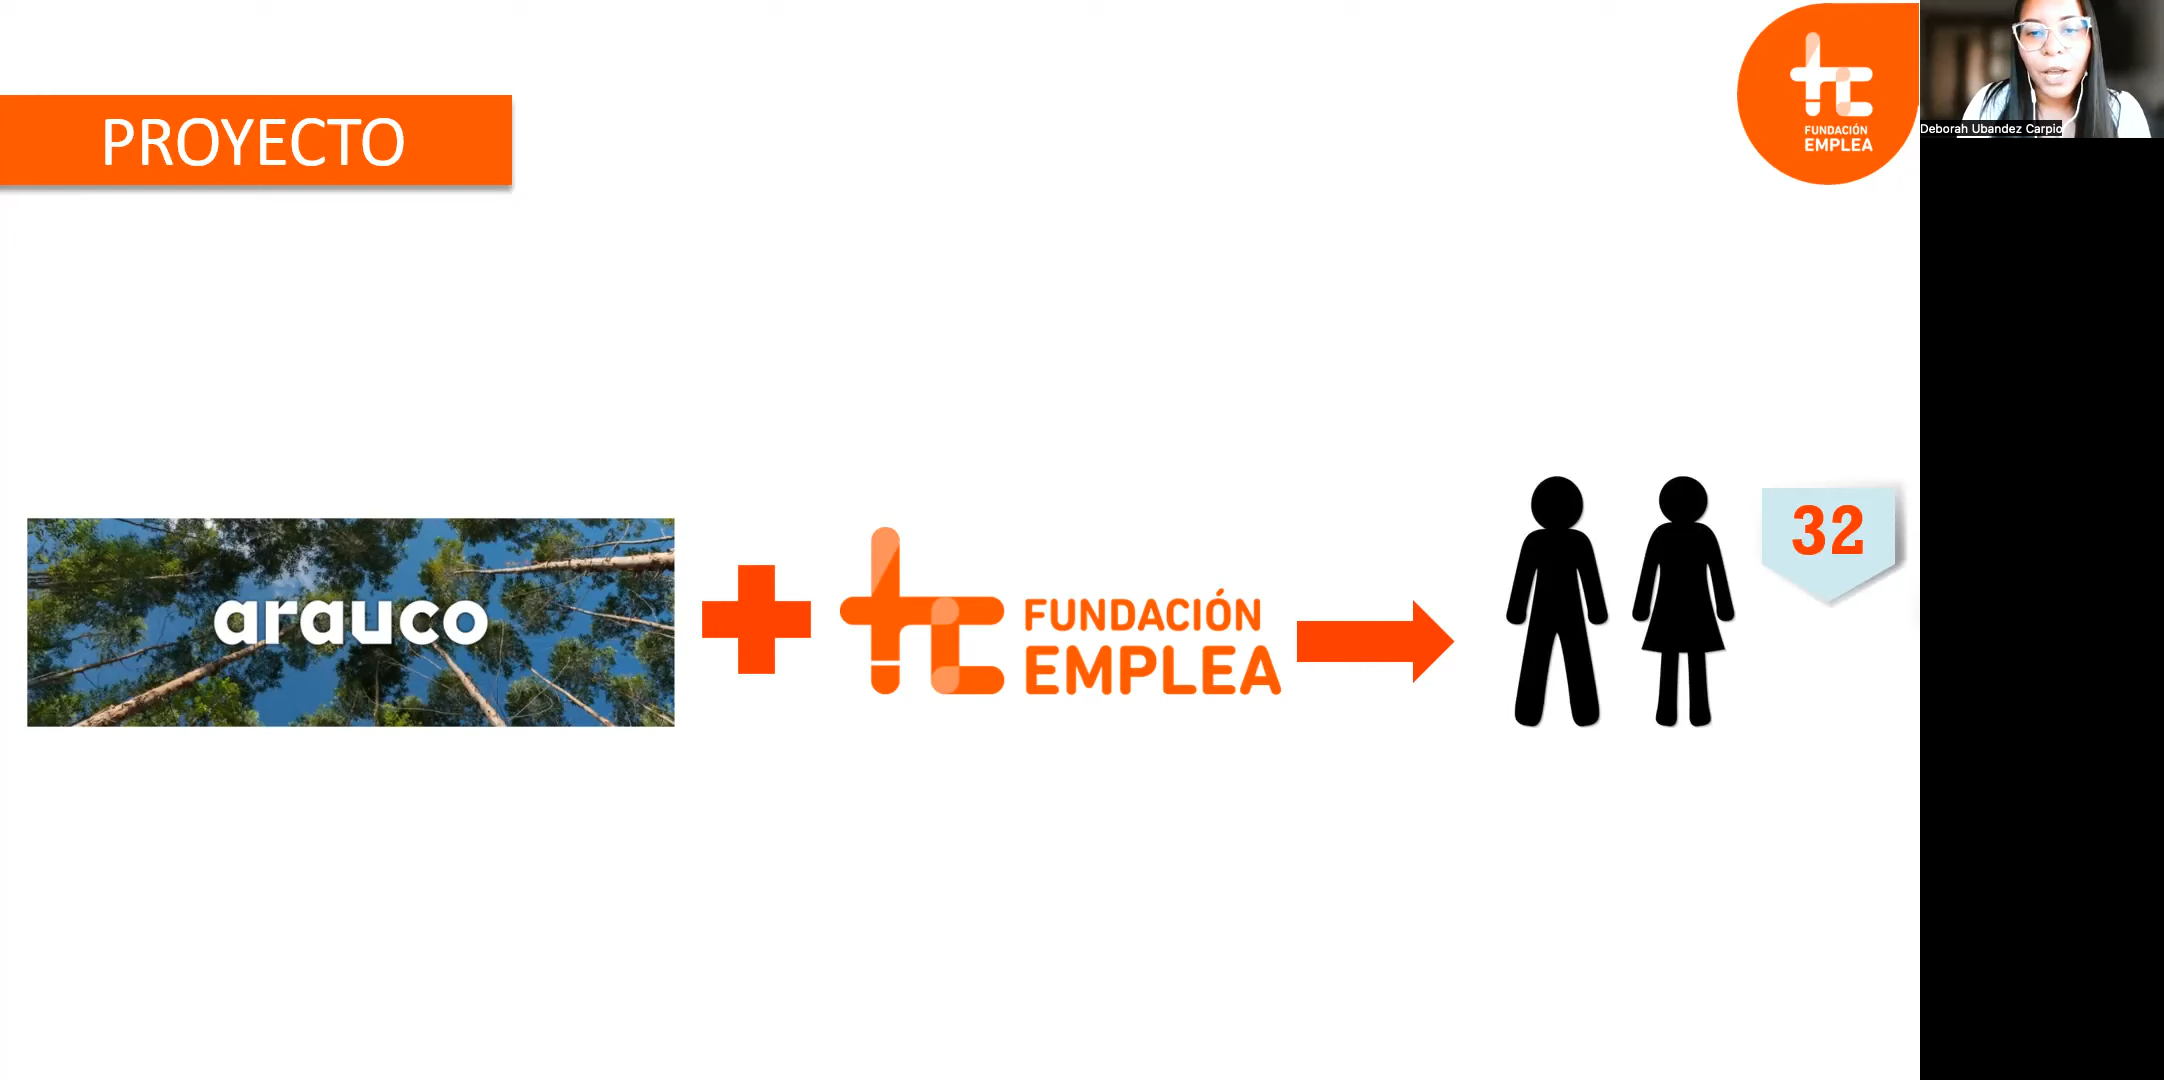 PROYECTO
FUNDACIÓN
EMPLEA
Deborah Ubandez Carpio
arauco
FUNDACIÓN
EMPLEA
32